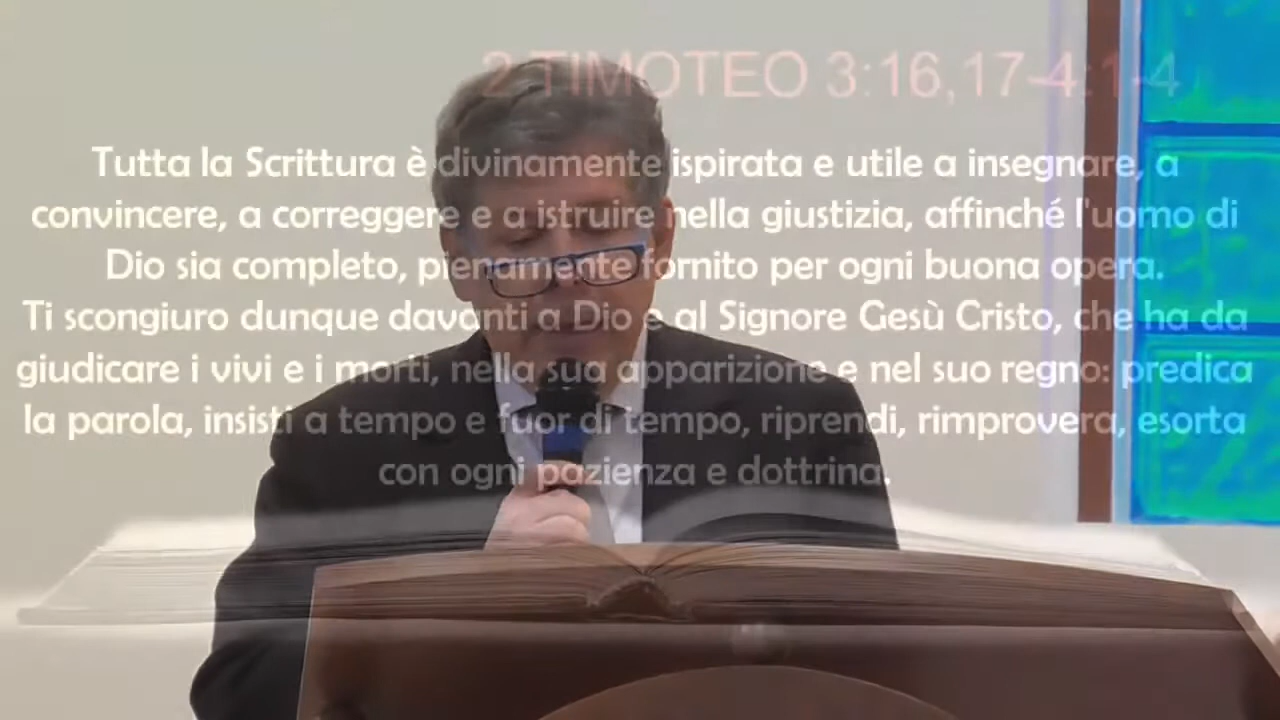 2 TIMOTEO 3:16,17-4:1-4
Tutta la Scrittura è divinamente ispirata e utile a insegnare, a
convincere, a correggere e a istruire nella giustizia, affinché l'uomo di
Dio sia completo, pienamente fornito per ogni buona opera.
Ti scongiuro dunque davanti a Dio e al Signore Gesù Cristo, che ha da
giudicare i vivi e i morti, nella sua apparizione e nel suo regno: predica
la parola, insisti a tempo e fuor di tempo, riprendi, rimprovera, esorta
con ogni pazienza e dottrina.